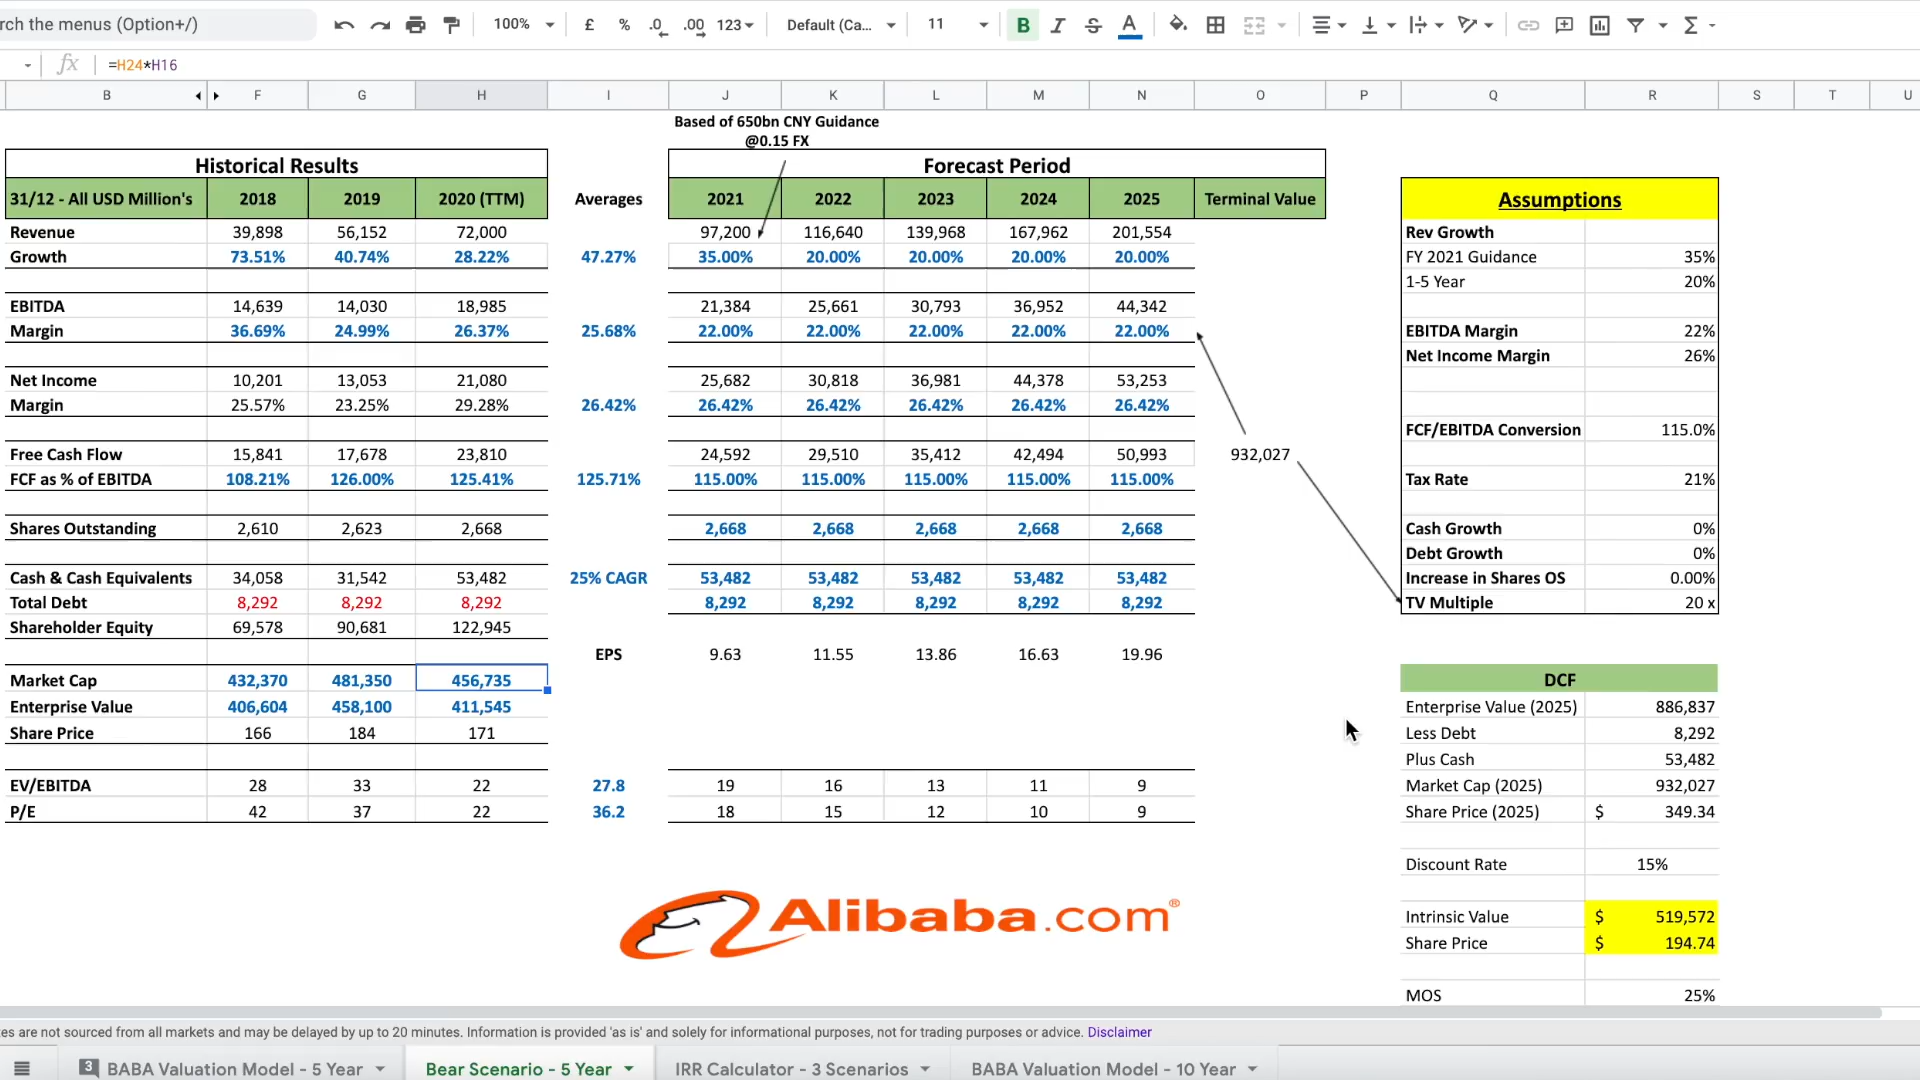 rch the menus (Option+/)
100%
£ % .0 .00 123
Default (Ca...
11
B I S A
fx =H24*H16
B F G H I J K L M N O P Q R S T U
Based of 650bn CNY Guidance
@0.15 FX
Historical Results
Forecast Period
31/12 - All USD Million's 2018 2019 2020 (TTM) Averages 2021 2022 2023 2024 2025 Terminal Value Assumptions
Revenue 39,898 56,152 72,000 97,200 116,640 139,968 167,962 201,554 Rev Growth
Growth 73.51% 40.74% 28.22% 47.27% 35.00% 20.00% 20.00% 20.00% 20.00% FY 2021 Guidance 35%
1-5 Year 20%
EBITDA 14,639 14,030 18,985 21,384 25,661 30,793 36,952 44,342
Margin 36.69% 24.99% 26.37% 25.68% 22.00% 22.00% 22.00% 22.00% 22.00% EBITDA Margin 22%
Net Income Margin 26%
Net Income 10,201 13,053 21,080 25,682 30,818 36,981 44,378 53,253
Margin 25.57% 23.25% 29.28% 26.42% 26.42% 26.42% 26.42% 26.42% 26.42%
FCF/EBITDA Conversion 115.0%
Free Cash Flow 15,841 17,678 23,810 24,592 29,510 35,412 42,494 50,993 932,027
FCF as % of EBITDA 108.21% 126.00% 125.41% 125.71% 115.00% 115.00% 115.00% 115.00% 115.00% Tax Rate 21%
Shares Outstanding 2,610 2,623 2,668 2,668 2,668 2,668 2,668 2,668 Cash Growth 0%
Debt Growth 0%
Cash & Cash Equivalents 34,058 31,542 53,482 25% CAGR 53,482 53,482 53,482 53,482 53,482 Increase in Shares OS 0.00%
Total Debt 8,292 8,292 8,292 8,292 8,292 8,292 8,292 8,292 TV Multiple 20 x
Shareholder Equity 69,578 90,681 122,945
EPS 9.63 11.55 13.86 16.63 19.96
Market Cap 432,370 481,350 456,735 DCF
Enterprise Value 406,604 458,100 411,545 Enterprise Value (2025) 886,837
Share Price 166 184 171 Less Debt 8,292
Plus Cash 53,482
EV/EBITDA 28 33 22 27.8 19 16 13 11 9 Market Cap (2025) 932,027
P/E 42 37 22 36.2 18 15 12 10 9 Share Price (2025) $ 349.34
Discount Rate 15%
Alibaba.com®
Intrinsic Value $ 519,572
Share Price $ 194.74
MOS 25%
es are not sourced from all markets and may be delayed by up to 20 minutes. Information is provided 'as is' and solely for informational purposes, not for trading purposes or advice. Disclaimer
3 BABA Valuation Model - 5 Year Bear Scenario - 5 Year IRR Calculator - 3 Scenarios BABA Valuation Model - 10 Year